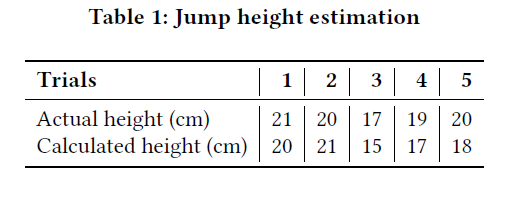 Table 1: Jump height estimation
Trials 1 2 3 4 5
Actual height (cm) 21 20 17 19 20
Calculated height (cm) 20 21 15 17 18